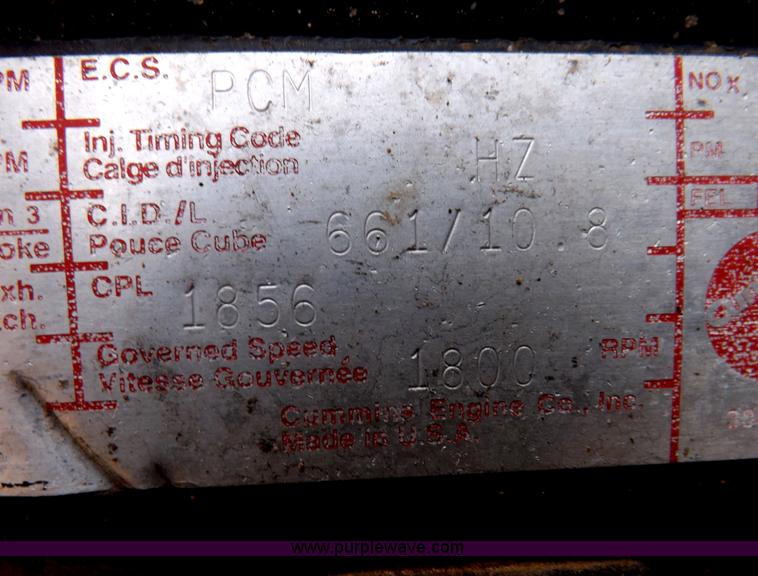 PM
E.C.S.
PCM
NOx
PM
Inj. Timing Code
Calge d'injection
HZ
PM
n 3
oke
C.I.D./L
Pouce Cube
661/10.8
FEL
xh.
ch.
CPL
1856
Governed Speed
Vitesse Gouvernée
1800
RPM
Cummins Engine Co., Inc.
Made in U.S.A.
www.purplewave.com